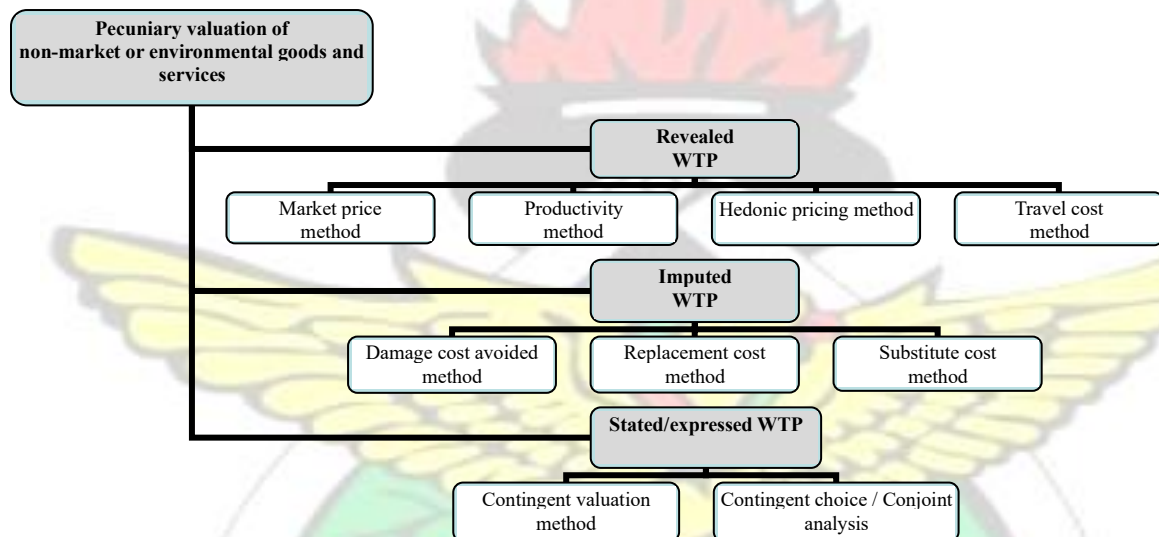 Pecuniary valuation of
non-market or environmental goods and
services
Revealed
WTP
Market price
method
Productivity
method
Hedonic pricing method
Travel cost
method
Imputed
WTP
Damage cost avoided
method
Replacement cost
method
Substitute cost
method
Stated/expressed WTP
Contingent valuation
method
Contingent choice / Conjoint
analysis